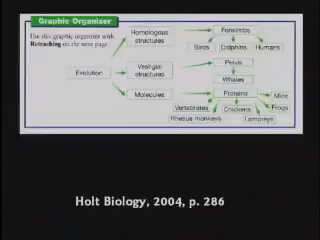 Graphic Organizer
Use this graphic organizer with
Reteaching on the next page.
Homologous
structures
Forelimbs
Birds
Dolphins
Humans
Evolution
Vestigial
structures
Pelvis
Whales
Molecules
Proteins
Mice
Vertebrates
Chickens
Frogs
Rhesus monkeys
Lampreys
Holt Biology, 2004, p. 286